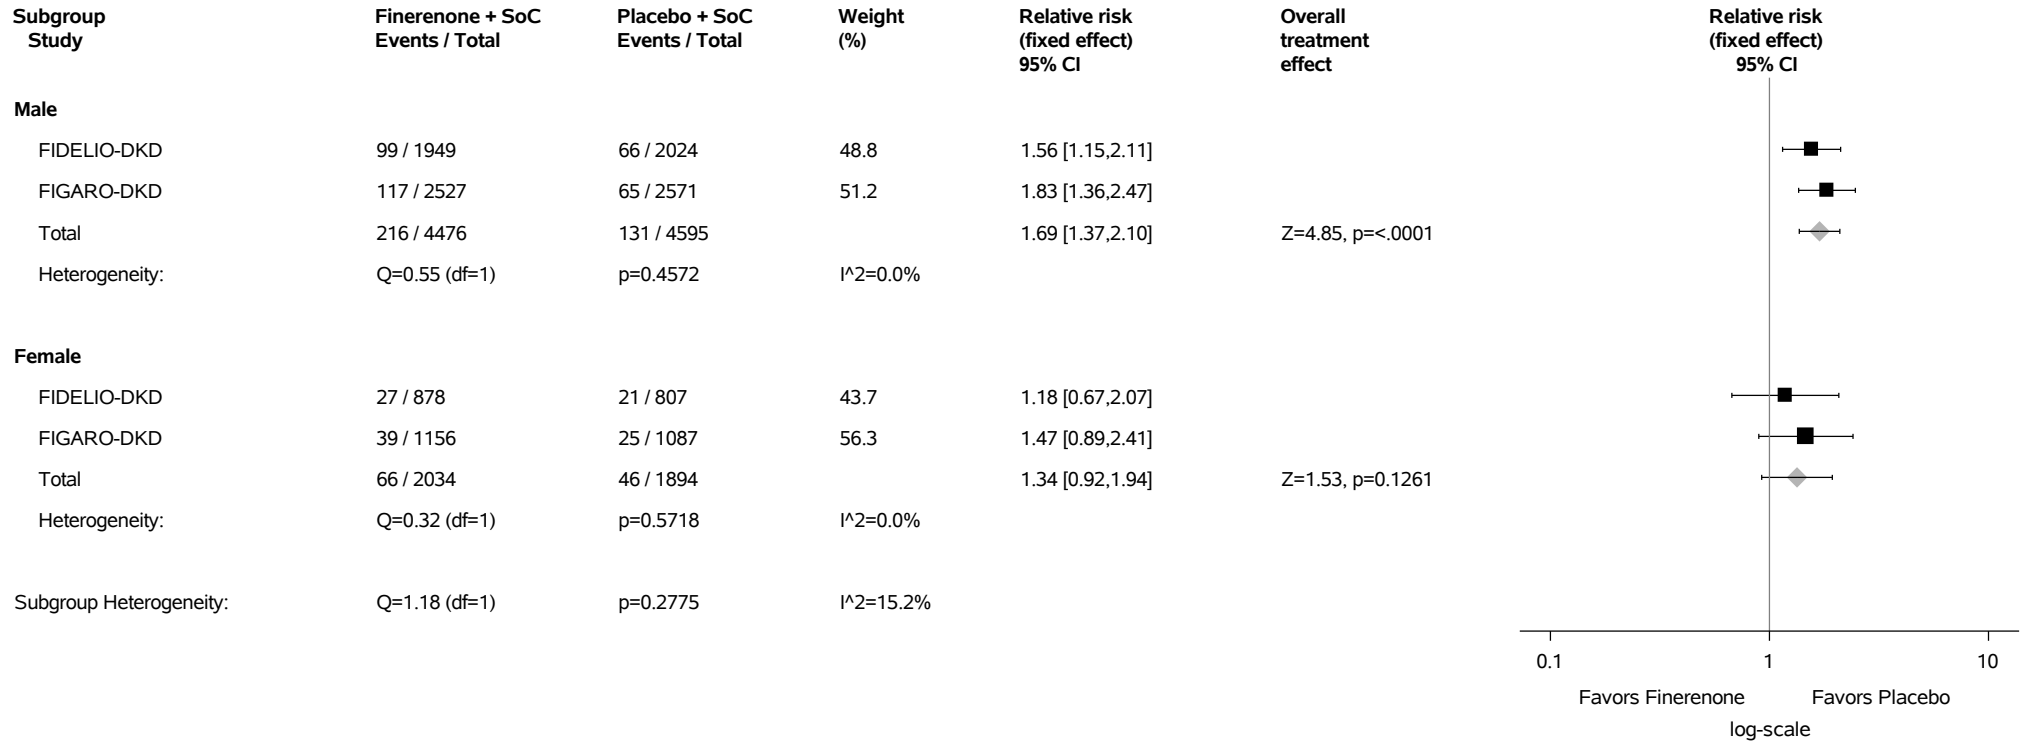 Subgroup Finerenone + SoC Placebo + SoC Weight Relative risk Overall Relative risk
Study Events / Total Events / Total (%) (fixed effect) treatment (fixed effect)
95% CI effect 95% CI
Male
FIDELIO-DKD 99 / 1949 66 / 2024 48.8 1.56 [1.15,2.11]
FIGARO-DKD 117 / 2527 65 / 2571 51.2 1.83 [1.36,2.47]
Total 216 / 4476 131 / 4595 1.69 [1.37,2.10] Z=4.85, p=<.0001
Heterogeneity: Q=0.55 (df=1) p=0.4572 I^2=0.0%
Female
FIDELIO-DKD 27 / 878 21 / 807 43.7 1.18 [0.67,2.07]
FIGARO-DKD 39 / 1156 25 / 1087 56.3 1.47 [0.89,2.41]
Total 66 / 2034 46 / 1894 1.34 [0.92,1.94] Z=1.53, p=0.1261
Heterogeneity: Q=0.32 (df=1) p=0.5718 I^2=0.0%
Subgroup Heterogeneity: Q=1.18 (df=1) p=0.2775 I^2=15.2%
0.1 1 10
Favors Finerenone Favors Placebo
log-scale